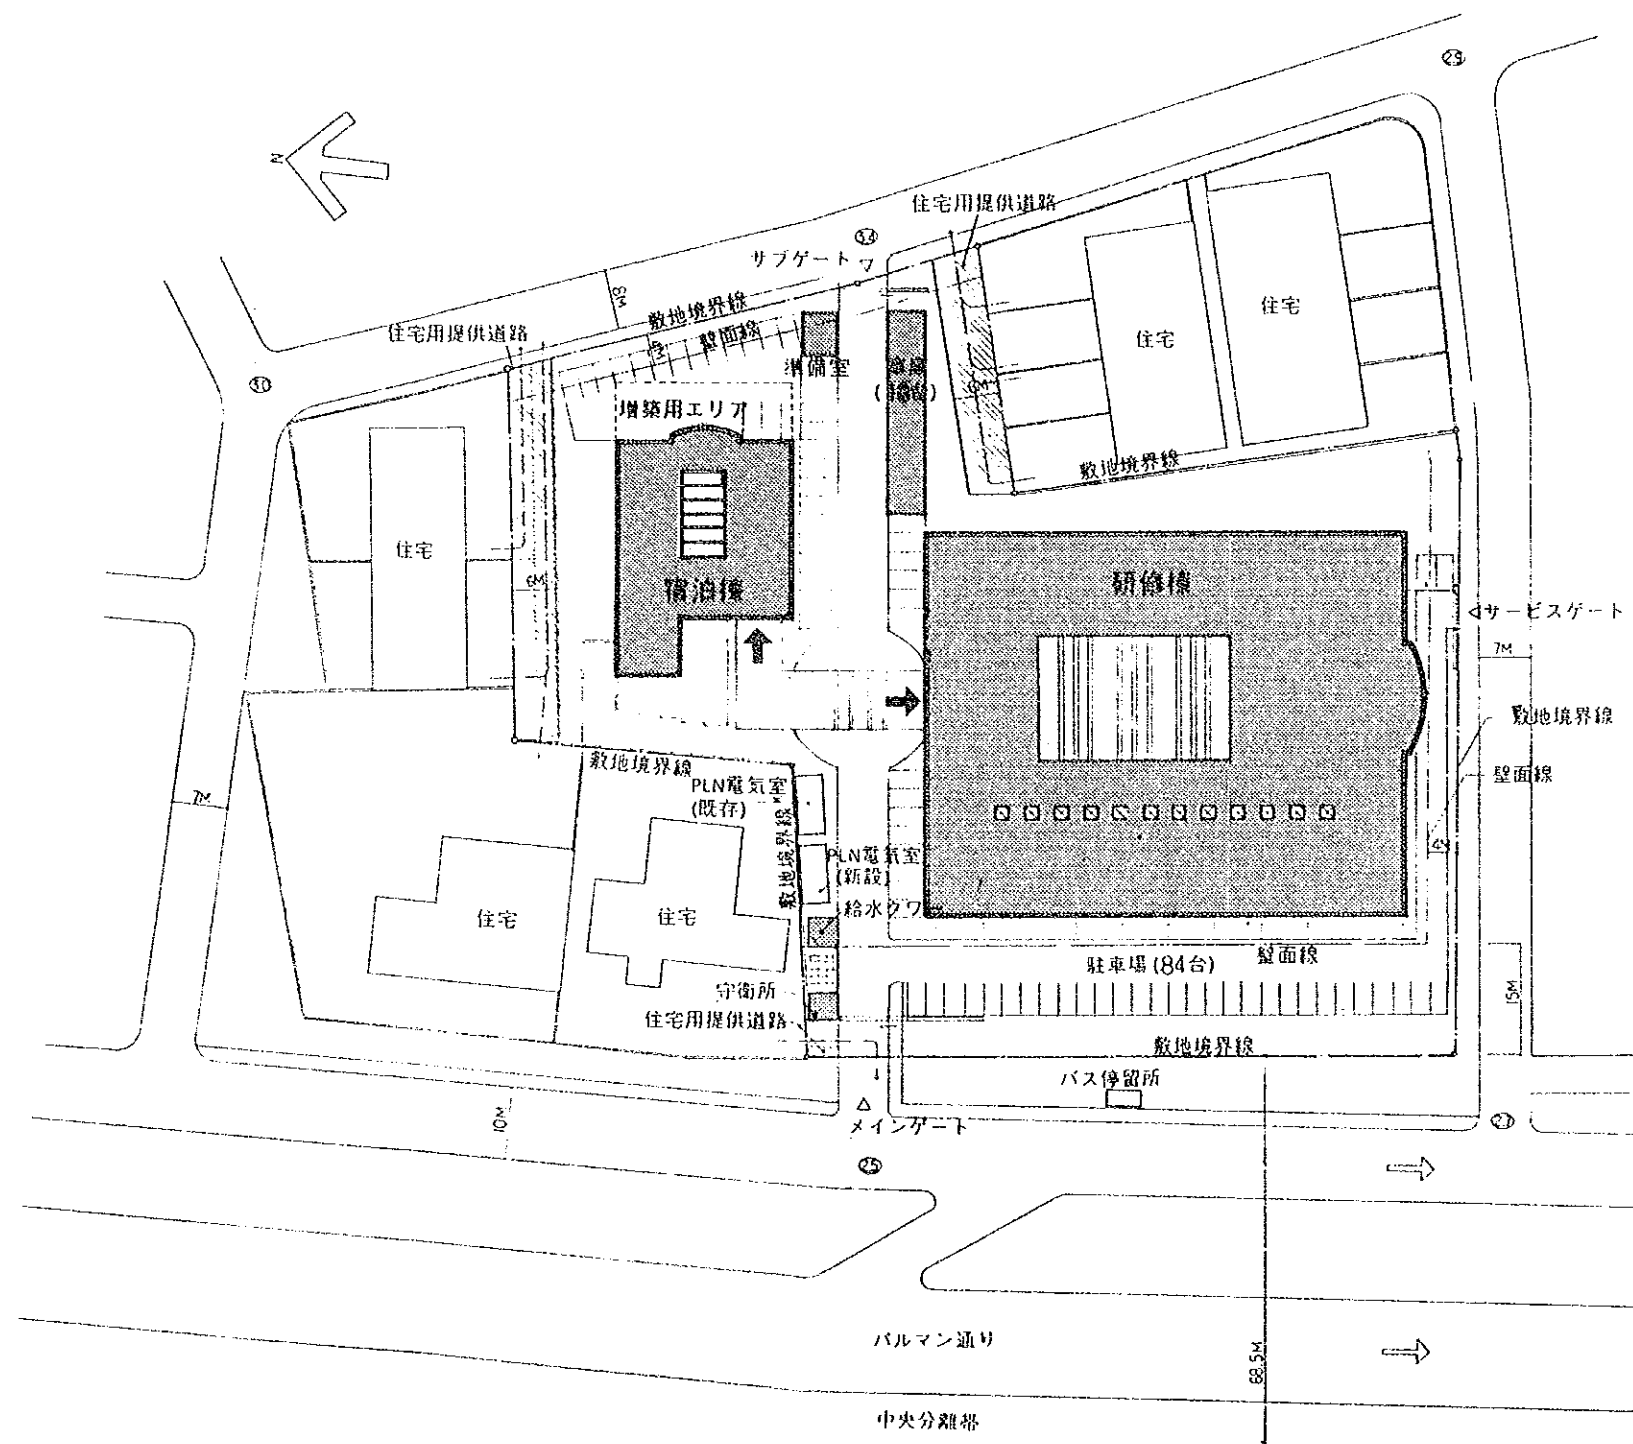 29
N
住宅用提供道路
34
サブゲート
8M
敷地境界線
壁面線
住宅
住宅
住宅用提供道路
準備室
30
増築用エリア
6M
敷地境界線
住宅
6M
宿泊棟
研修棟
サービスゲート
7M
敷地境界線
敷地境界線
壁面線
PLN電気室
(既存)
敷地境界線
7M
4M
PLN電気室
(新設)
給水タワー
住宅
住宅
壁面線
駐車場(84台)
守衛所
15M
住宅用提供道路
敷地境界線
バス停留所
10M
メインゲート
27
25
パルマン通り
68.5M
中央分離帯